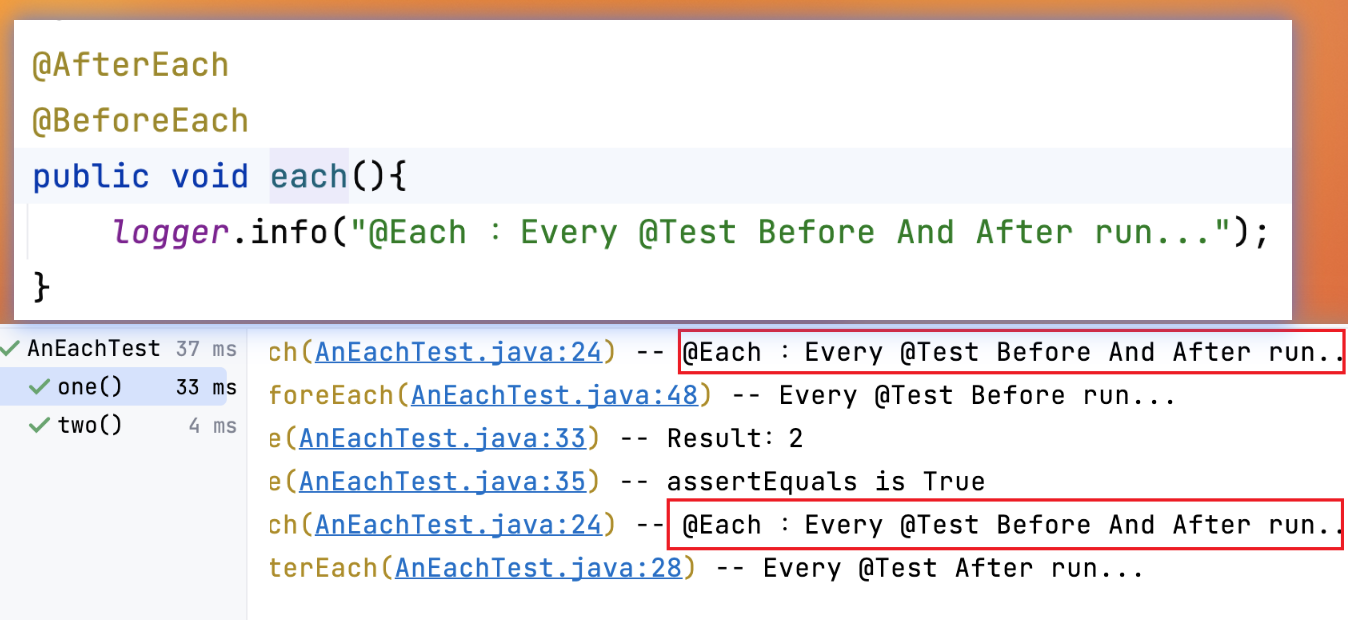 @AfterEach
@BeforeEach
public void each(){
logger.info("@Each : Every @Test Before And After run...");
}
AnEachTest 37 ms
one() 33 ms
two() 4 ms
ch(AnEachTest.java:24) -- @Each : Every @Test Before And After run..
foreEach(AnEachTest.java:48) -- Every @Test Before run...
e(AnEachTest.java:33) -- Result: 2
e(AnEachTest.java:35) -- assertEquals is True
ch(AnEachTest.java:24) -- @Each : Every @Test Before And After run..
terEach(AnEachTest.java:28) -- Every @Test After run...